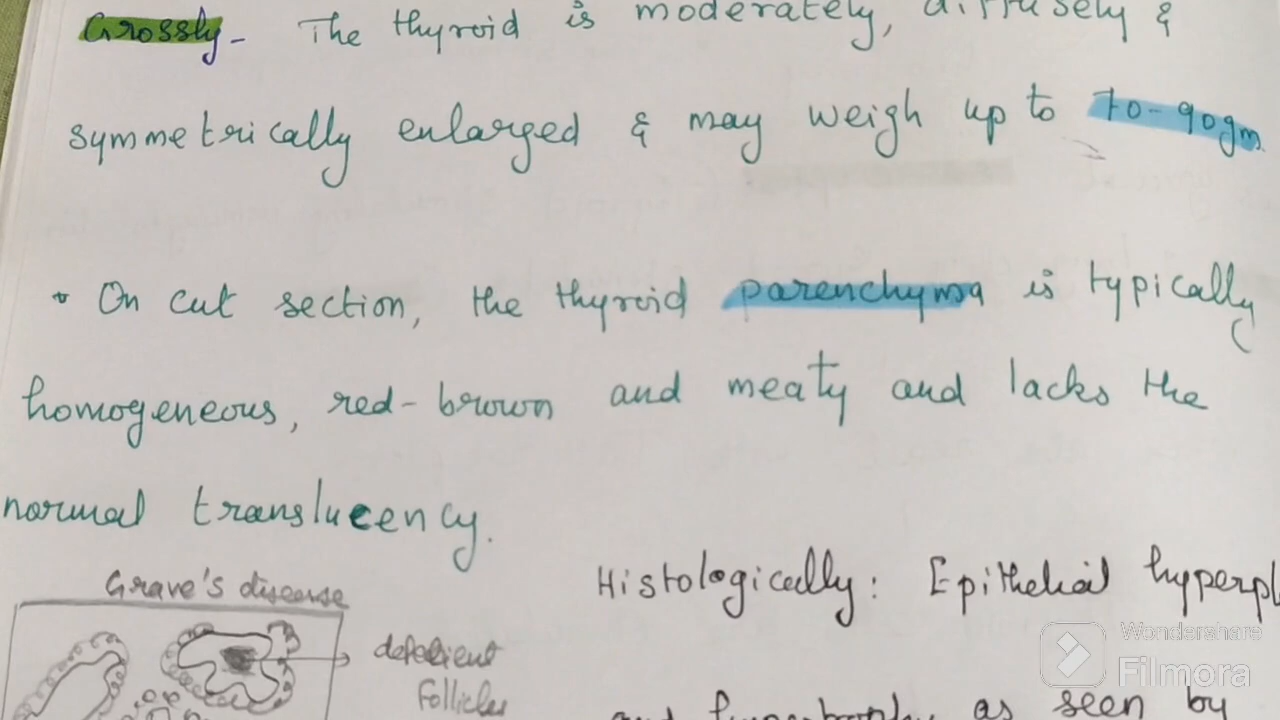 Grossly- The thyroid is moderately, diffusely &
symmetrically enlarged & may weigh up to 70-90gm
* On cut section, the thyroid parenchyma is typically
homogeneous, red-brown and meaty and lacks the
normal translucency.
Grave's disease
Histologically: Epithelial hyperpl
follicles
and as seen by
Wondershare
Filmora